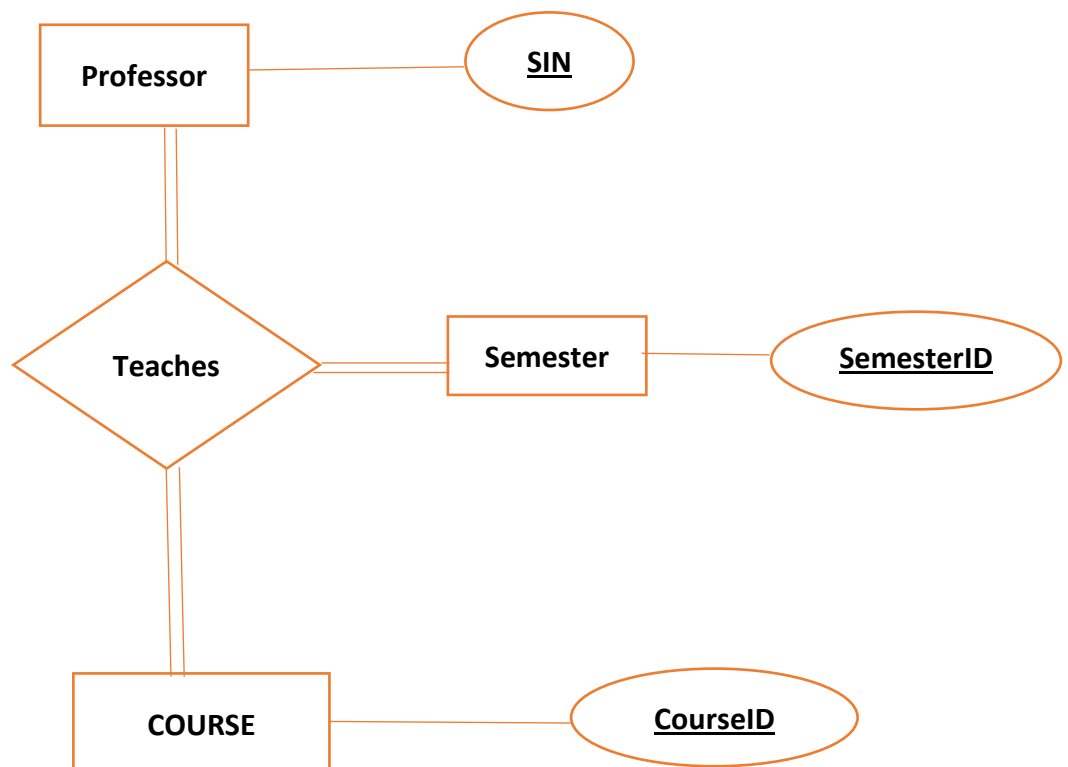 Professor
SIN
Teaches
Semester
SemesterID
COURSE
CourseID